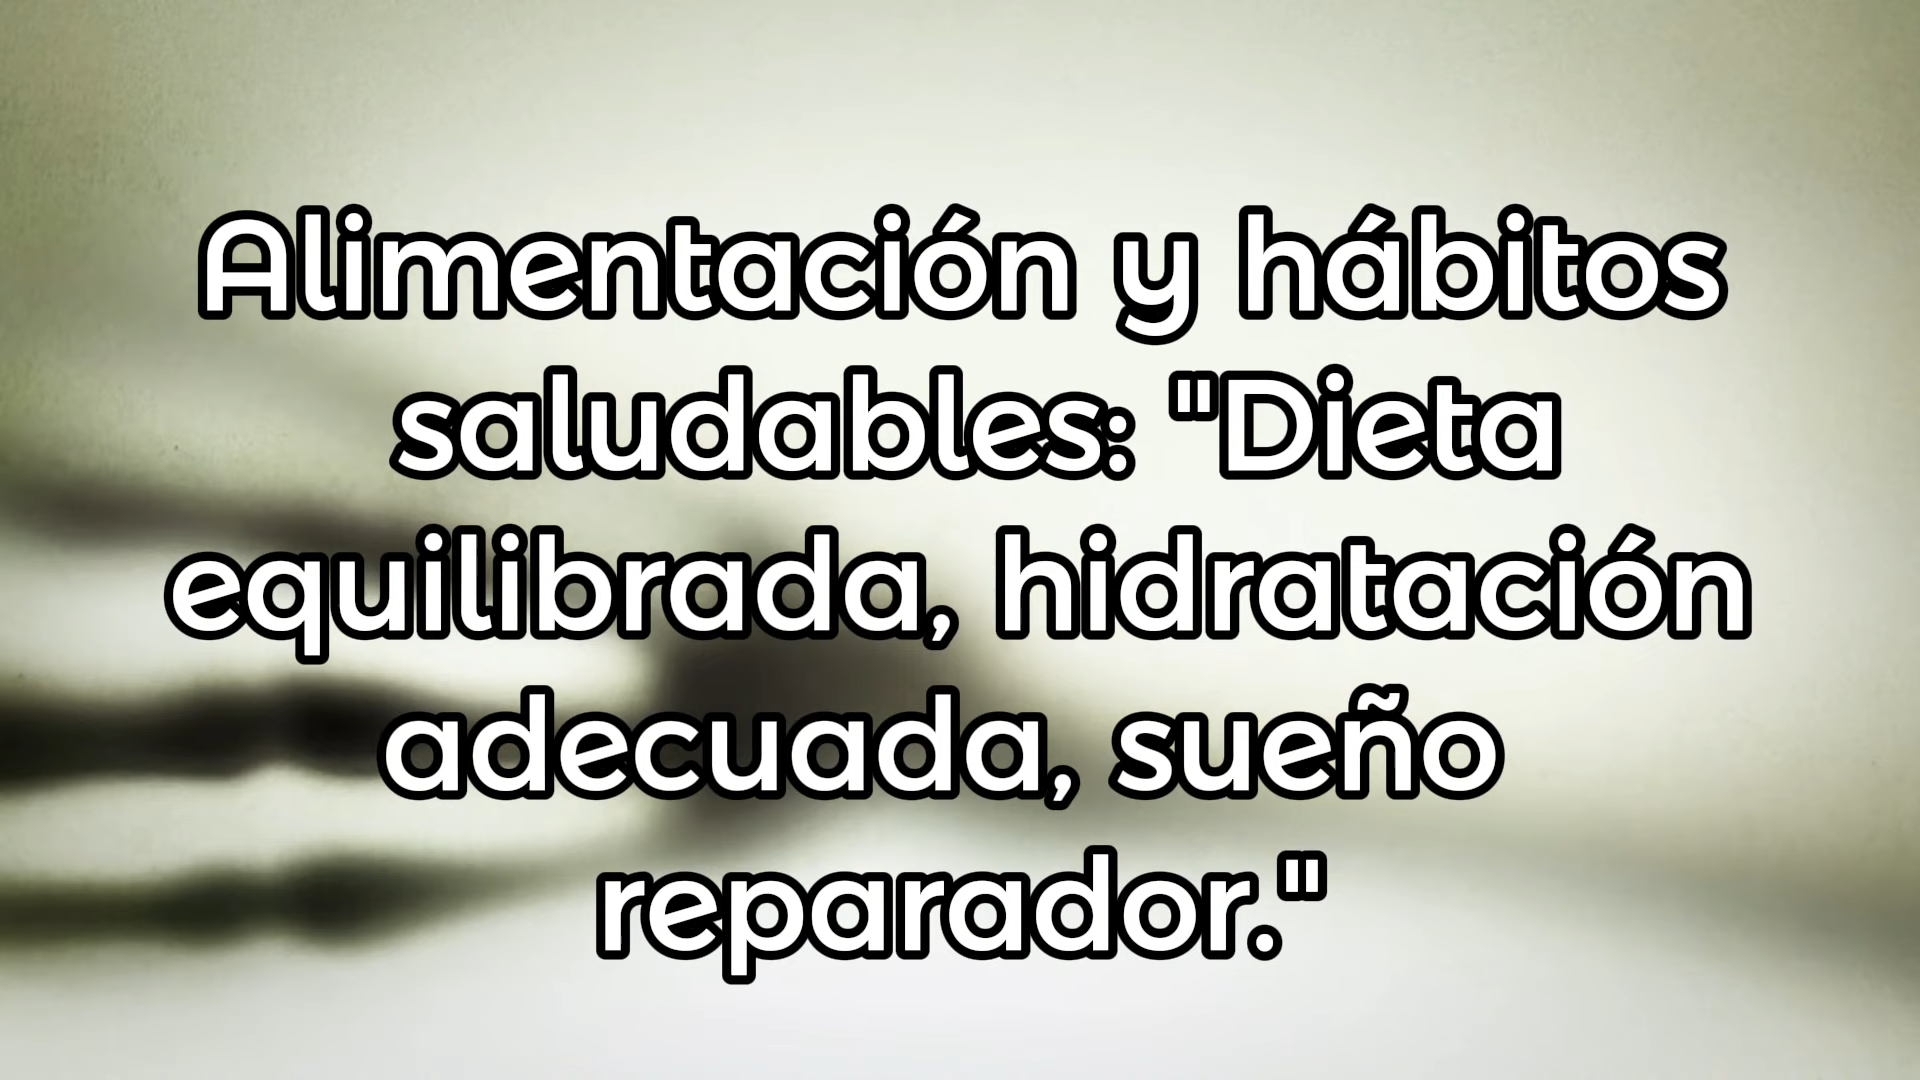 Alimentación y hábitos
saludables: "Dieta
equilibrada, hidratación
adecuada, sueño
reparador."